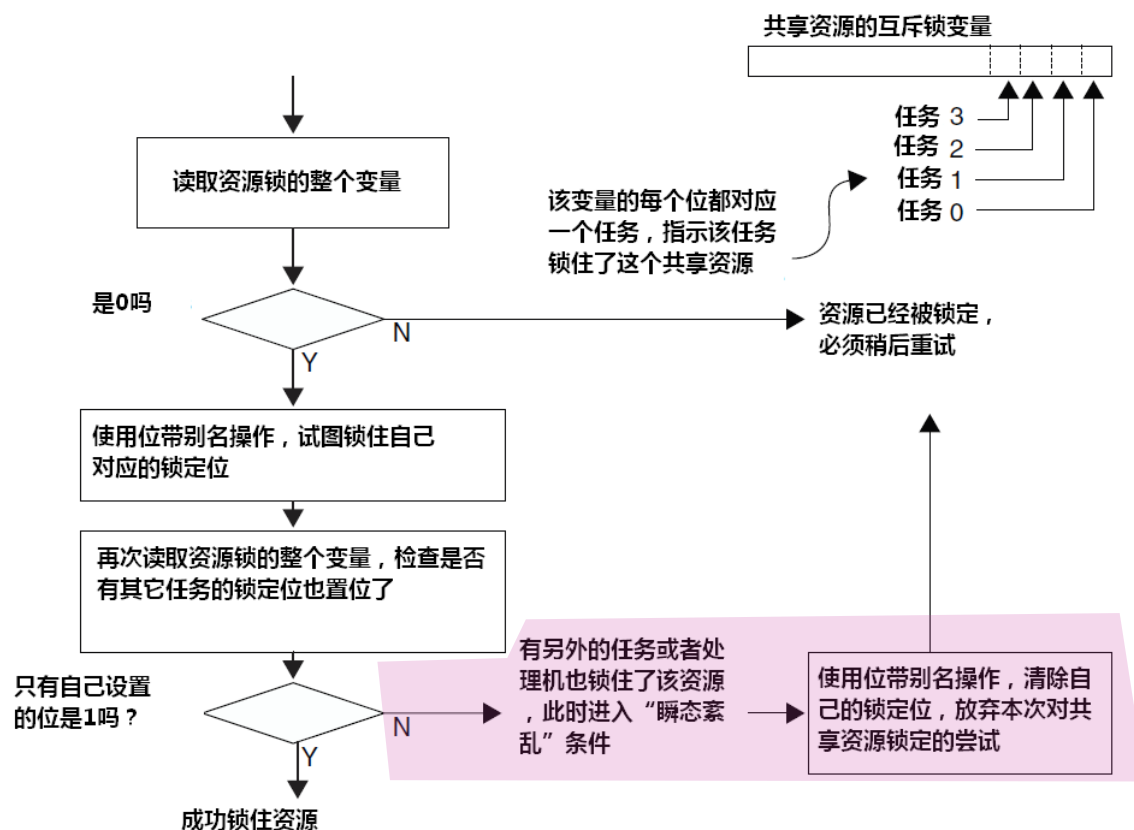 共享资源的互斥锁变量
任务 3
任务 2
任务 1
任务 0
读取资源锁的整个变量
该变量的每个位都对应
一个任务，指示该任务
锁住了这个共享资源
是0吗
N
Y
资源已经被锁定，
必须稍后重试
使用位带别名操作，试图锁住自己
对应的锁定位
再次读取资源锁的整个变量，检查是否
有其它任务的锁定位也置位了
只有自己设置
的位是1吗？
N
Y
有另外的任务或者处
理机也锁住了该资源
，此时进入“瞬态紊
乱”条件
使用位带别名操作，清除自
己的锁定位，放弃本次对共
享资源锁定的尝试
成功锁住资源